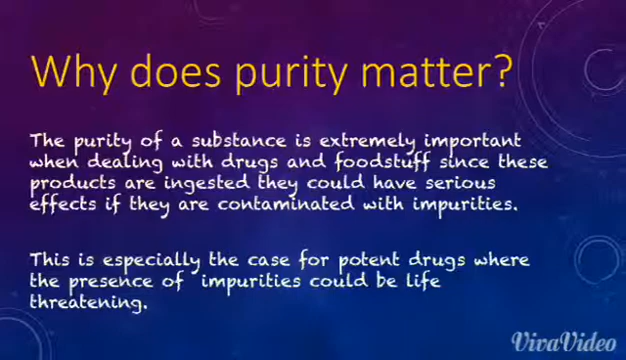 Why does purity matter?
The purity of a substance is extremely important
when dealing with drugs and foodstuff since these
products are ingested they could have serious
effects if they are contaminated with impurities.
This is especially the case for potent drugs where
the presence of impurities could be life
threatening.
VivaVideo